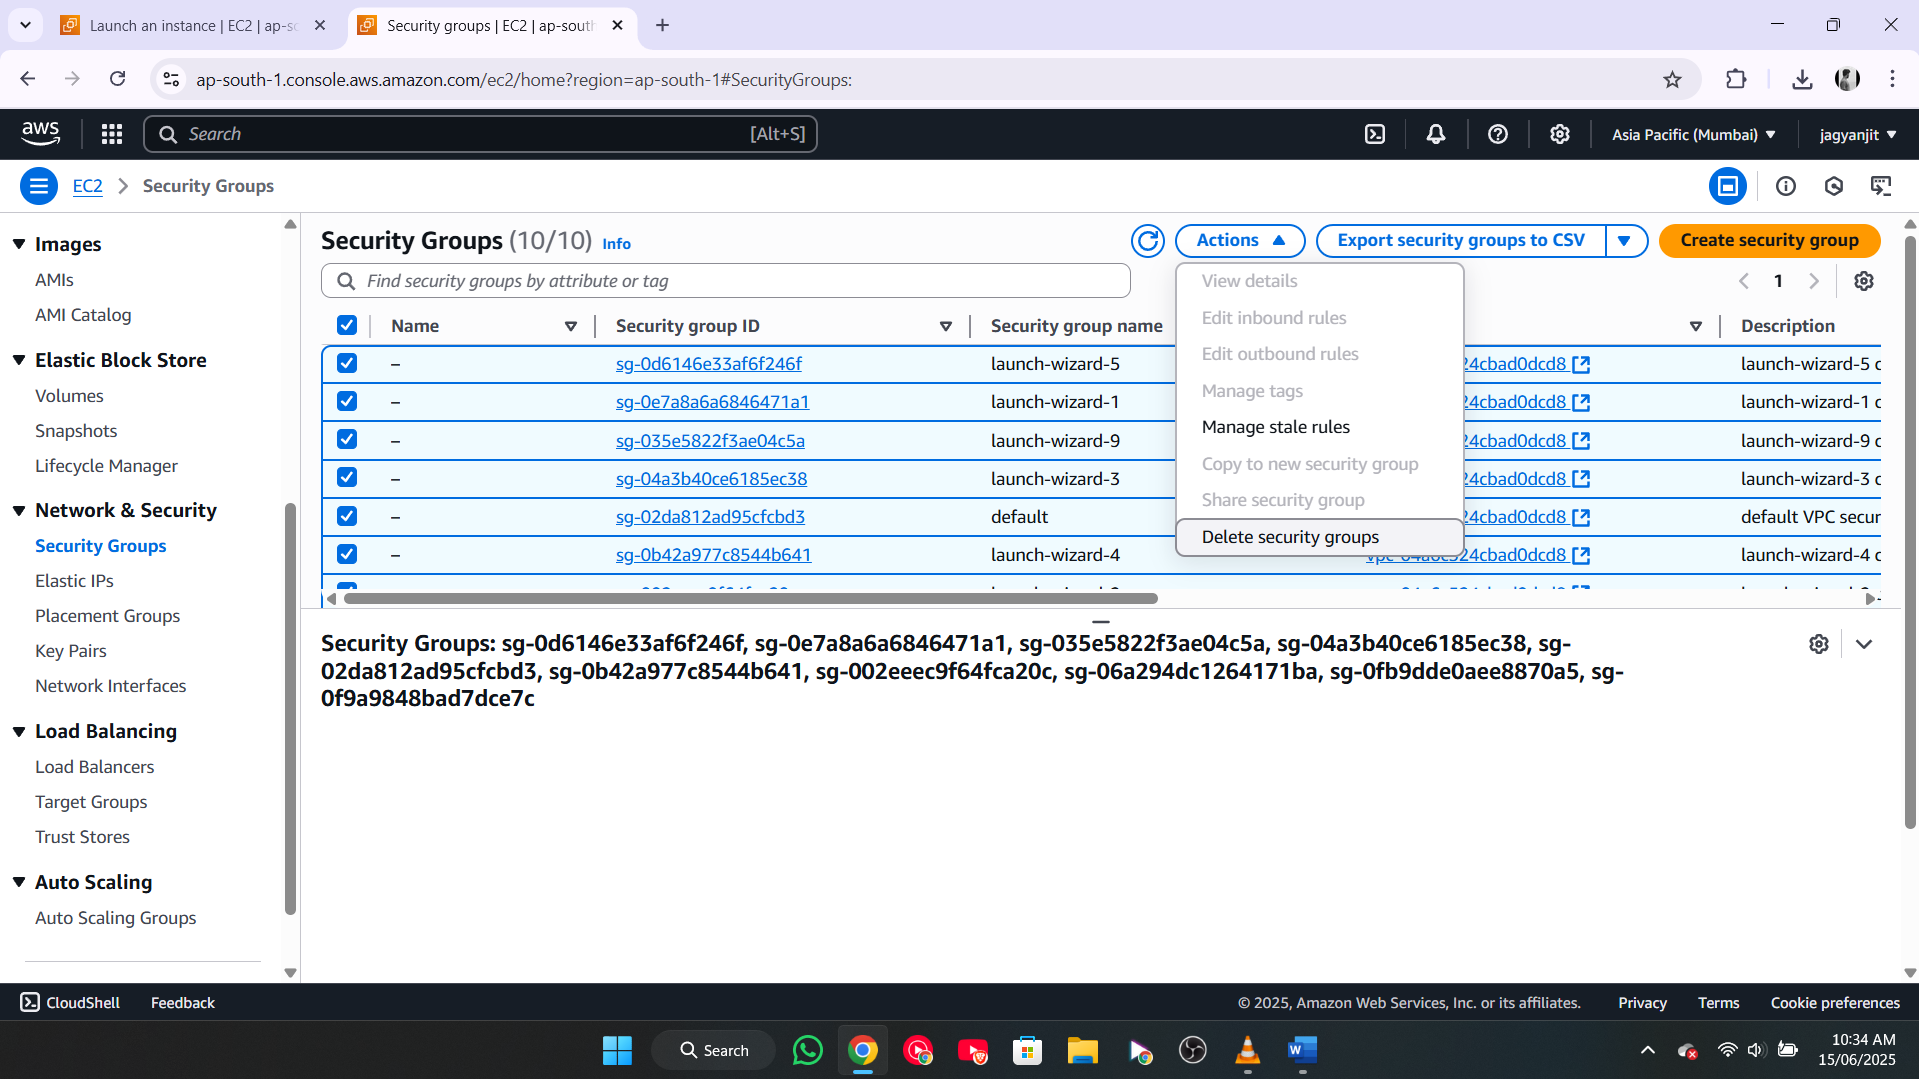 Launch an instance | EC2 | ap-so
Security groups | EC2 | ap-south
ap-south-1.console.aws.amazon.com/ec2/home?region=ap-south-1#SecurityGroups:
aws
Search
[Alt+S]
Asia Pacific (Mumbai)
jagyanjit
EC2
Security Groups
Images
AMIs
AMI Catalog
Elastic Block Store
Volumes
Snapshots
Lifecycle Manager
Network & Security
Security Groups
Elastic IPs
Placement Groups
Key Pairs
Network Interfaces
Load Balancing
Load Balancers
Target Groups
Trust Stores
Auto Scaling
Auto Scaling Groups
Security Groups (10/10) Info
Actions
Export security groups to CSV
Create security group
Find security groups by attribute or tag
1
Name
Security group ID
Security group name
Description
– sg-0d6146e33af6f246f launch-wizard-5 24cbad0dcd8 launch-wizard-5 c
– sg-0e7a8a6a6846471a1 launch-wizard-1 24cbad0dcd8 launch-wizard-1 c
– sg-035e5822f3ae04c5a launch-wizard-9 24cbad0dcd8 launch-wizard-9 c
– sg-04a3b40ce6185ec38 launch-wizard-3 24cbad0dcd8 launch-wizard-3 c
– sg-02da812ad95cfcbd3 default 24cbad0dcd8 default VPC secur
– sg-0b42a977c8544b641 launch-wizard-4 launch-wizard-4 c
View details
Edit inbound rules
Edit outbound rules
Manage tags
Manage stale rules
Copy to new security group
Share security group
Delete security groups
Security Groups: sg-0d6146e33af6f246f, sg-0e7a8a6a6846471a1, sg-035e5822f3ae04c5a, sg-04a3b40ce6185ec38, sg-
02da812ad95cfcbd3, sg-0b42a977c8544b641, sg-002eeec9f64fca20c, sg-06a294dc1264171ba, sg-0fb9dde0aee8870a5, sg-
0f9a9848bad7dce7c
CloudShell
Feedback
© 2025, Amazon Web Services, Inc. or its affiliates.
Privacy
Terms
Cookie preferences
Search
10:34 AM
15/06/2025